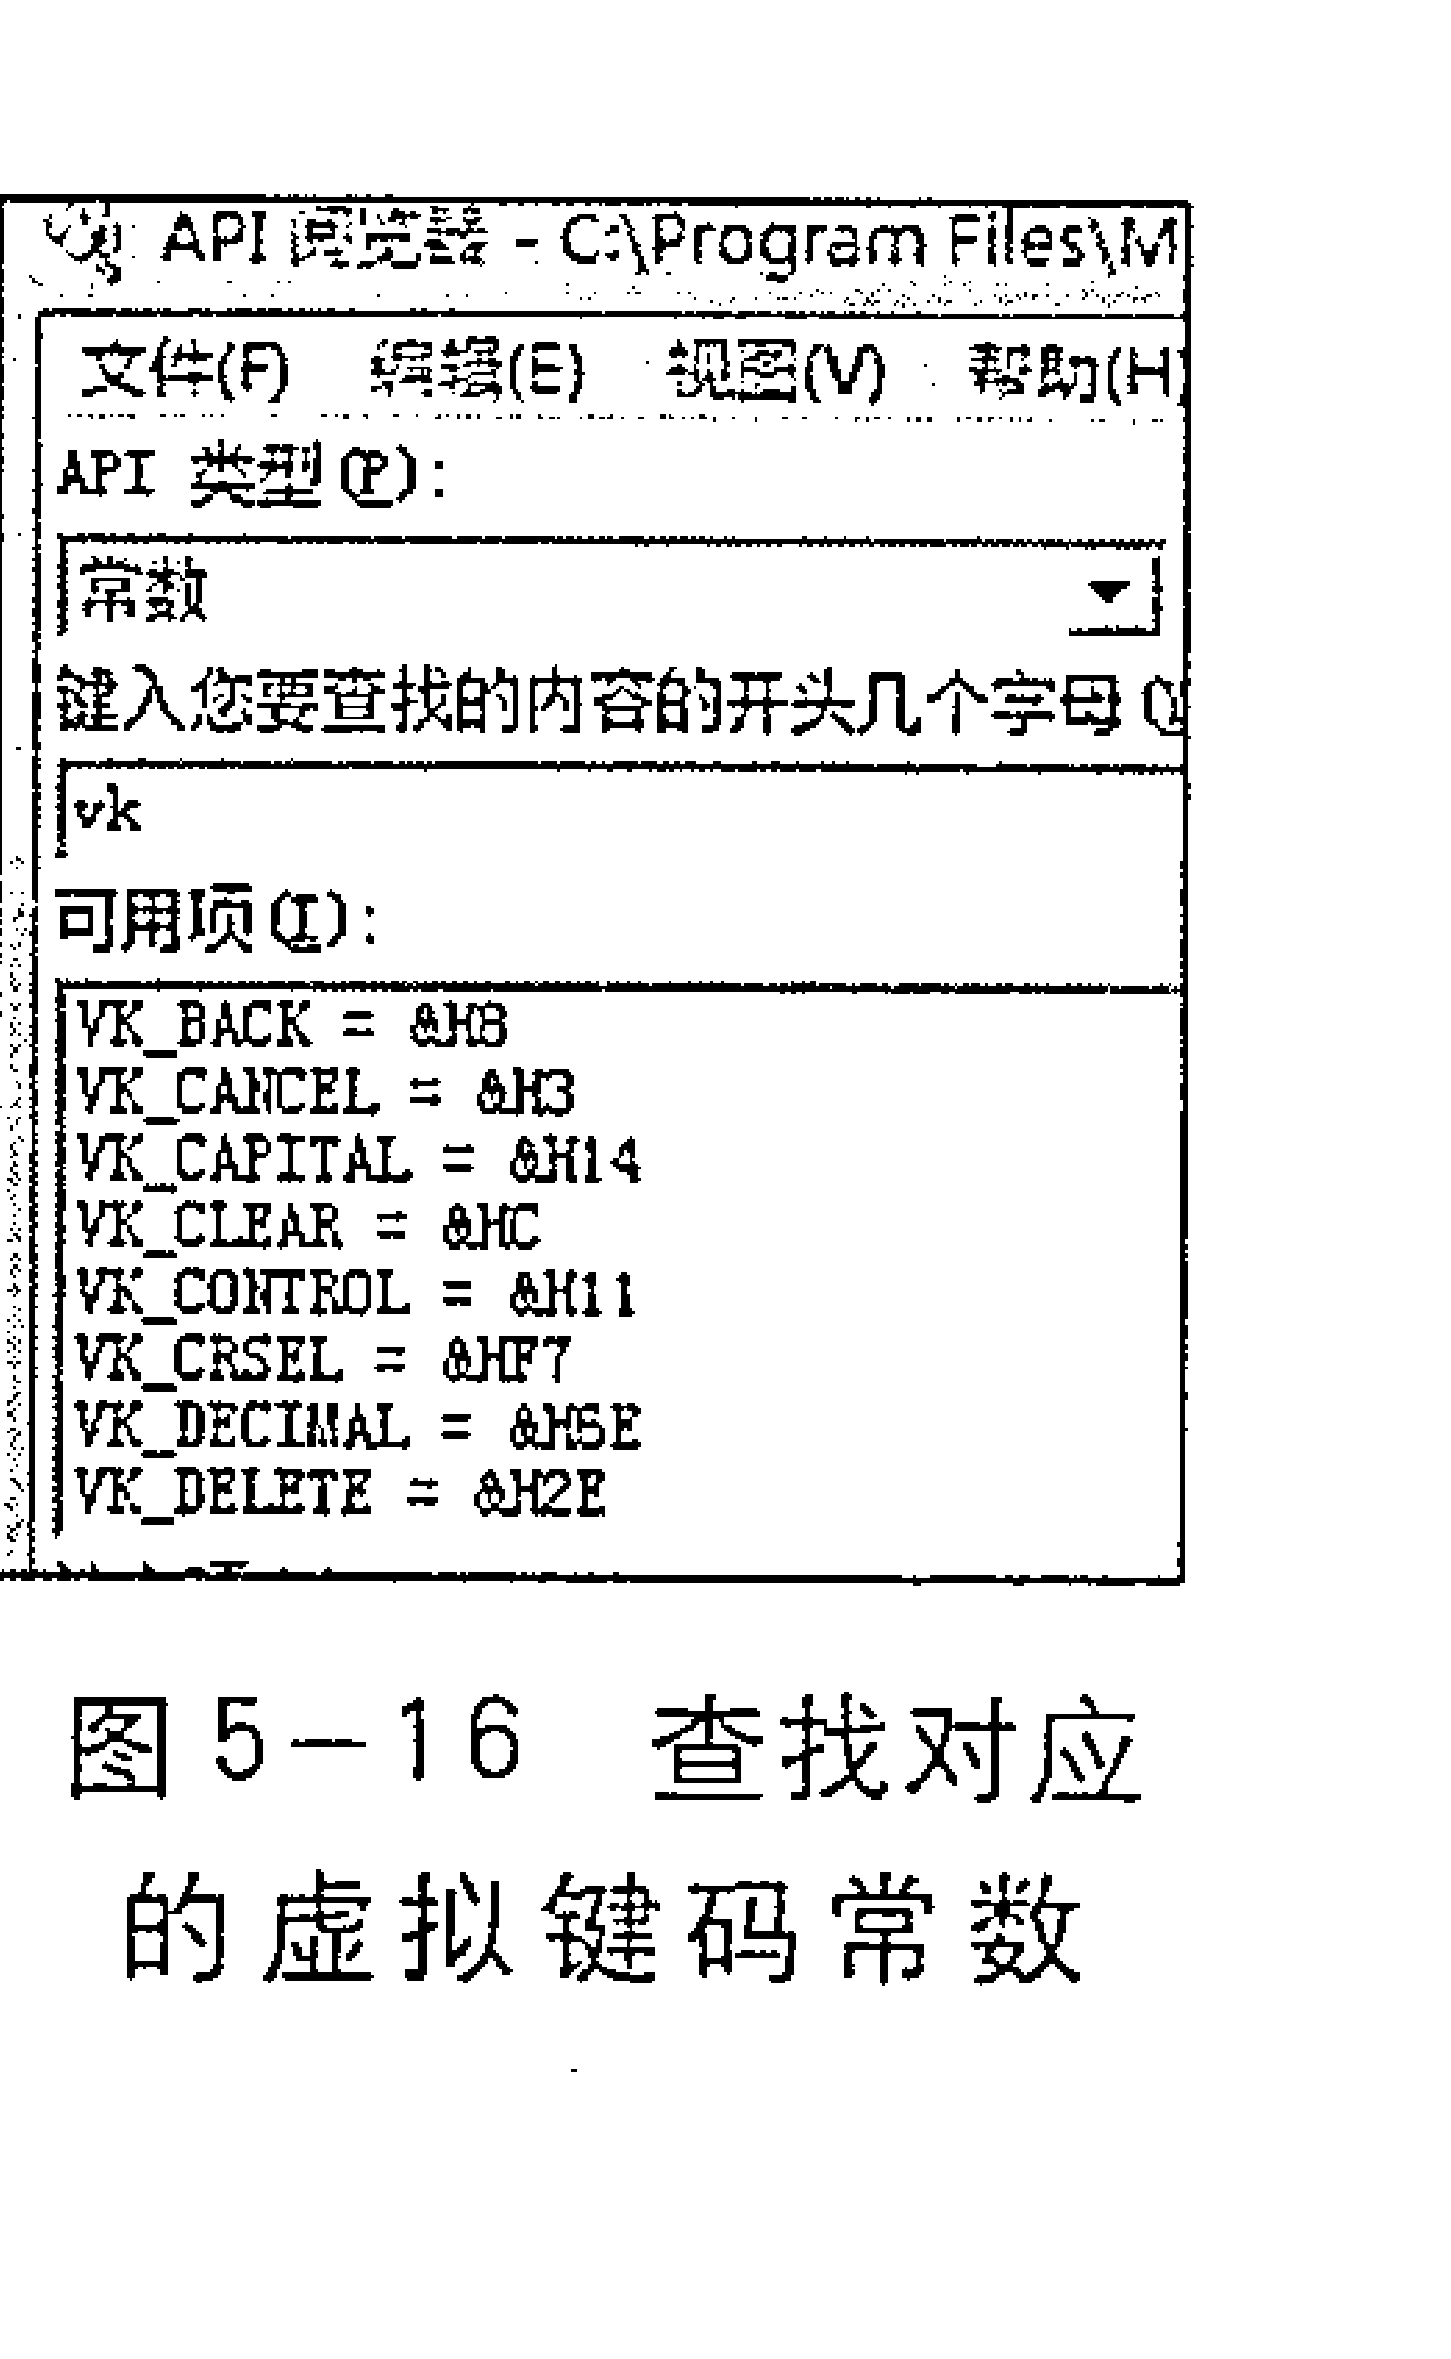 API 阅览器 - C:\Program Files\M
文件(F) 编辑(E) 视图(V) 帮助(H)
API 类型(P):
常数
键入您要查找的内容的开头几个字母(
vk
可用项(I):
VK_BACK = &H8
VK_CANCEL = &H3
VK_CAPITAL = &H14
VK_CLEAR = &HC
VK_CONTROL = &H11
VK_CRSEL = &HF7
VK_DECIMAL = &H6E
VK_DELETE = &H2E
图 5-16 查找对应
的虚拟键码常数